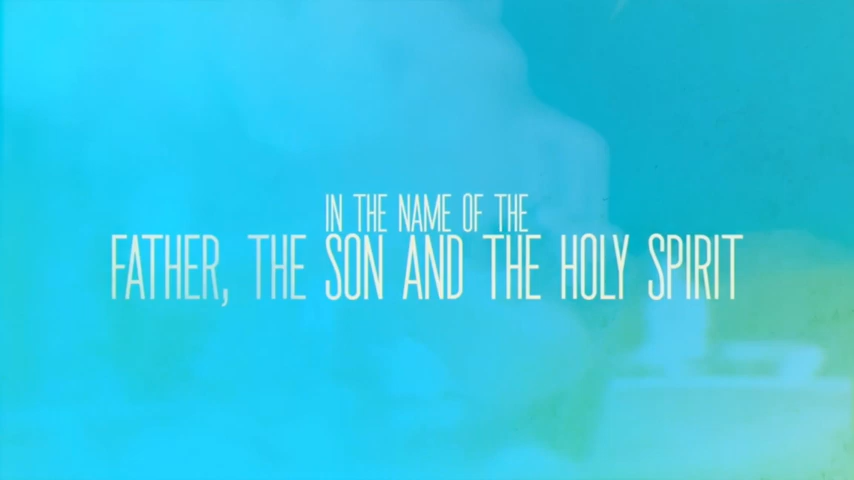 IN THE NAME OF THE
FATHER, THE SON AND THE HOLY SPIRIT